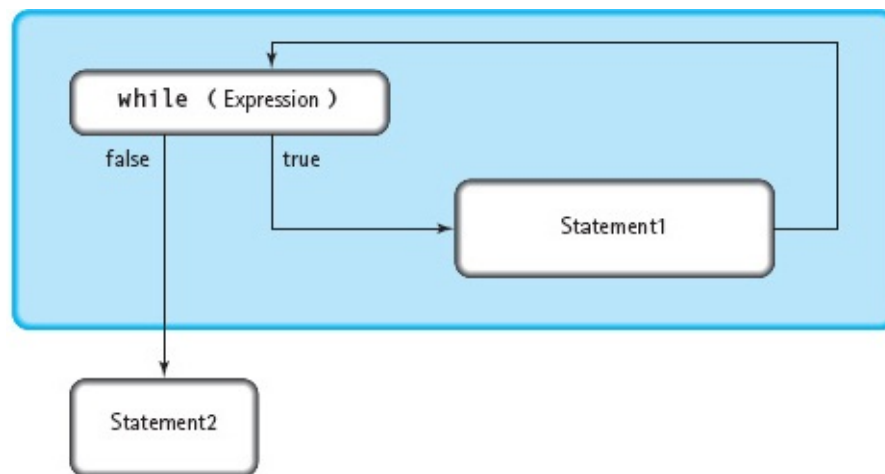 while ( Expression )
false
true
Statement1
Statement2